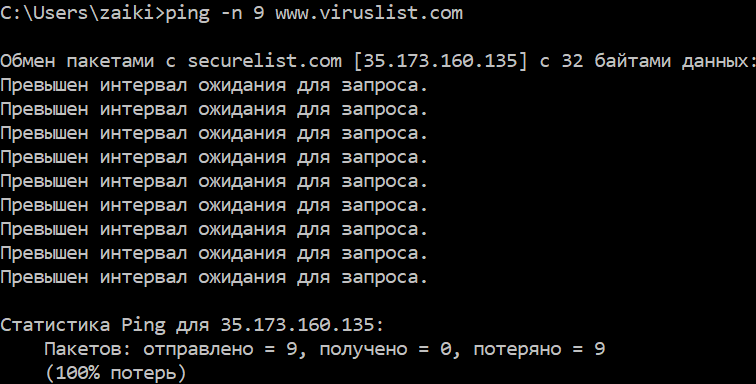 C:\Users\zaiki>ping -n 9 www.viruslist.com
Обмен пакетами с securelist.com [35.173.160.135] с 32 байтами данных:
Превышен интервал ожидания для запроса.
Превышен интервал ожидания для запроса.
Превышен интервал ожидания для запроса.
Превышен интервал ожидания для запроса.
Превышен интервал ожидания для запроса.
Превышен интервал ожидания для запроса.
Превышен интервал ожидания для запроса.
Превышен интервал ожидания для запроса.
Превышен интервал ожидания для запроса.
Статистика Ping для 35.173.160.135:
Пакетов: отправлено = 9, получено = 0, потеряно = 9
(100% потерь)